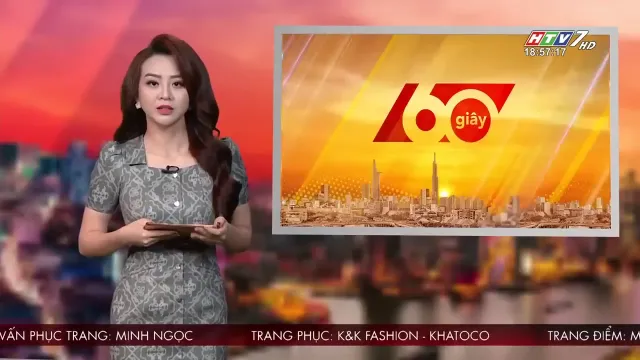 HTV7 HD
18:57:17
60
giây
VẤN PHỤC TRANG: MINH NGỌC TRANG PHỤC: K&K FASHION - KHATOCO TRANG ĐIỂM: M